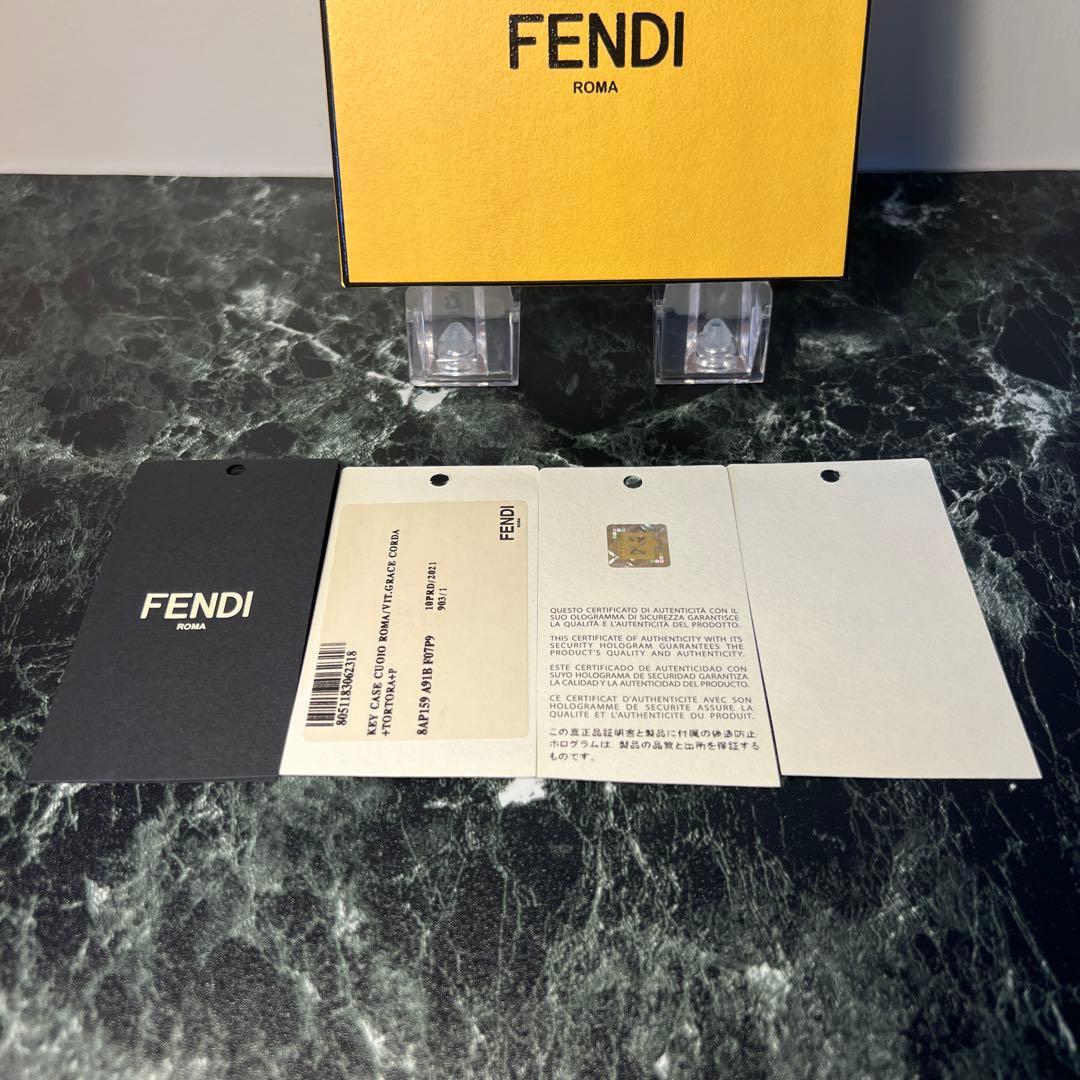 FENDI
ROMA
FENDI
ROMA
FENDI
ROMA
KEY CASE CUOIO ROMA/VIT.GRACE CORDA
+TORTORA+P
8AP159 A91B F07P9 10PRD/2021
903/1
8051183062318
QUESTO CERTIFICATO DI AUTENTICITÀ CON IL
SUO OLOGRAMMA DI SICUREZZA GARANTISCE
LA QUALITÀ E L'AUTENTICITÀ DEL PRODOTTO.
THIS CERTIFICATE OF AUTHENTICITY WITH ITS
SECURITY HOLOGRAM GUARANTEES THE
PRODUCT'S QUALITY AND AUTHENTICITY.
ESTE CERTIFICADO DE AUTENTICIDAD CON
SUYO HOLOGRAMA DE SEGURIDAD GARANTIZA
LA CALIDAD Y LA AUTENTICIDAD DEL PRODUCTO.
CE CERTIFICAT D'AUTHENTICITE AVEC SON
HOLOGRAMME DE SECURITE ASSURE LA
QUALITE ET L'AUTHENTICITE DU PRODUIT.
この真正品証明書と製品に付属の偽造防止
ホログラムは、製品の品質と出所を保証する
ものです。